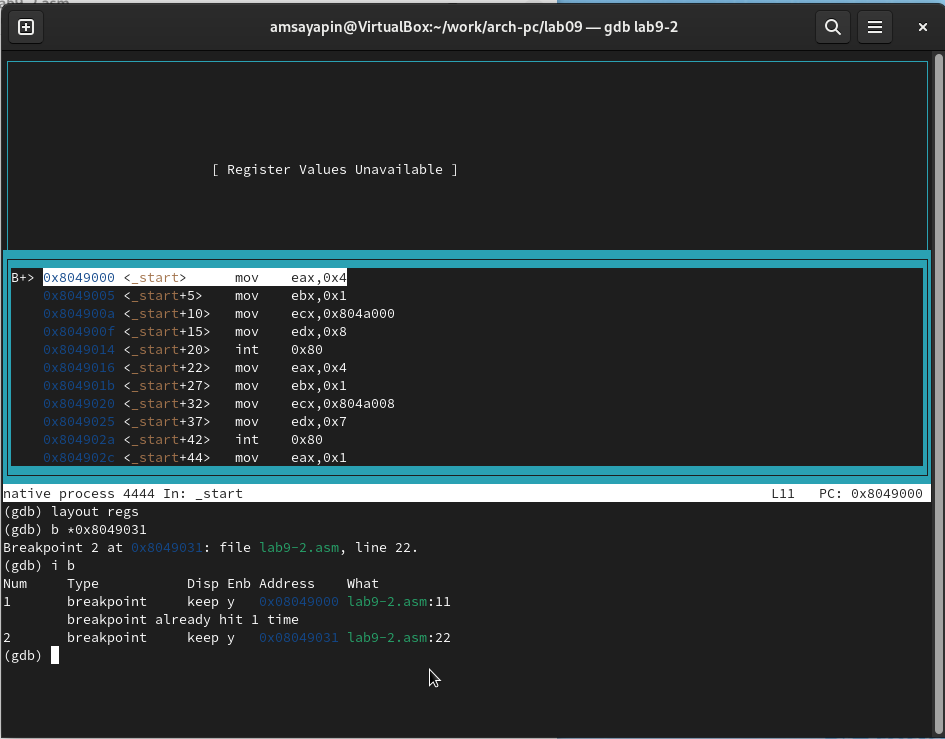 amsayapin@VirtualBox:~/work/arch-pc/lab09 — gdb lab9-2
[ Register Values Unavailable ]
B+> 0x8049000 <_start> mov eax,0x4
0x8049005 <_start+5> mov ebx,0x1
0x804900a <_start+10> mov ecx,0x804a000
0x804900f <_start+15> mov edx,0x8
0x8049014 <_start+20> int 0x80
0x8049016 <_start+22> mov eax,0x4
0x804901b <_start+27> mov ebx,0x1
0x8049020 <_start+32> mov ecx,0x804a008
0x8049025 <_start+37> mov edx,0x7
0x804902a <_start+42> int 0x80
0x804902c <_start+44> mov eax,0x1
native process 4444 In: _start L11 PC: 0x8049000
(gdb) layout regs
(gdb) b *0x8049031
Breakpoint 2 at 0x8049031: file lab9-2.asm, line 22.
(gdb) i b
Num Type Disp Enb Address What
1 breakpoint keep y 0x08049000 lab9-2.asm:11
breakpoint already hit 1 time
2 breakpoint keep y 0x08049031 lab9-2.asm:22
(gdb)